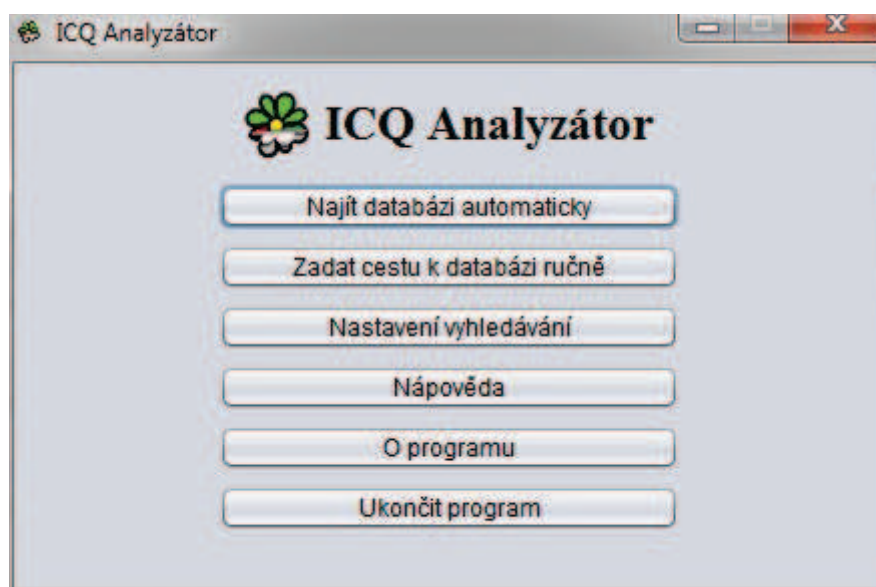 ICQ Analyzátor
ICQ Analyzátor
Najít databázi automaticky
Zadat cestu k databázi ručně
Nastavení vyhledávání
Nápověda
O programu
Ukončit program